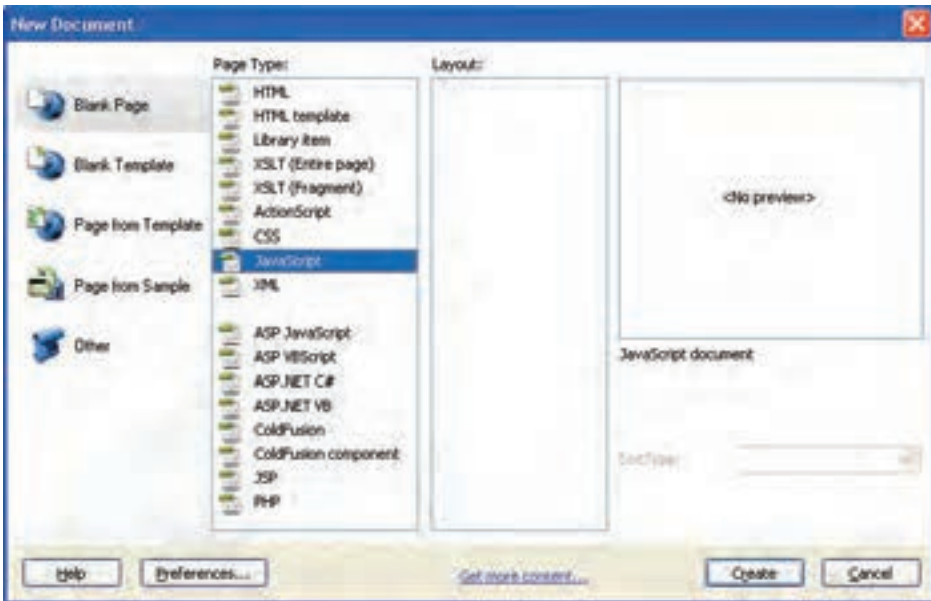 New Document
Blank Page
Blank Template
Page from Template
Page from Sample
Other
Page Type:
HTML
HTML template
Library item
XSLT (Entire page)
XSLT (Fragment)
ActionScript
CSS
JavaScript
XML
ASP JavaScript
ASP VBScript
ASP.NET C#
ASP.NET VB
ColdFusion
ColdFusion component
JSP
PHP
Layout:
<No preview>
JavaScript document
DocType:
Help
Preferences...
Get more content...
Create
Cancel